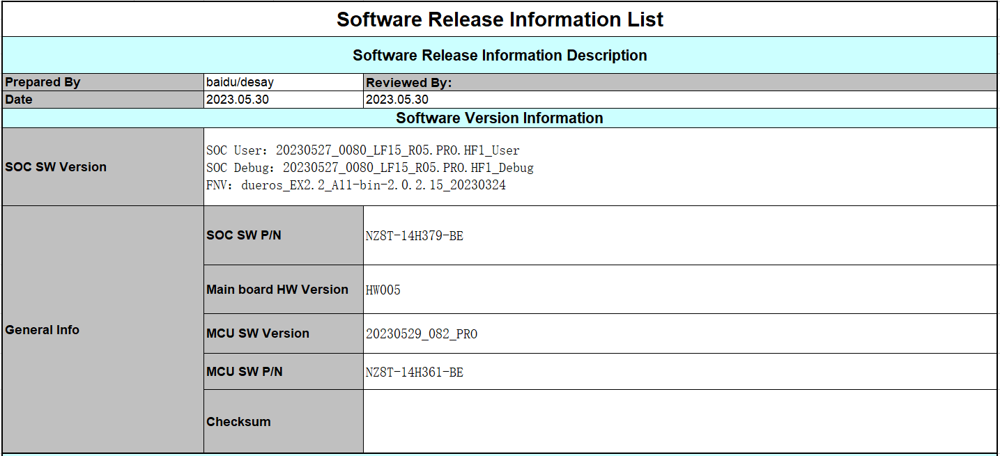 Software Release Information List
Software Release Information Description
Prepared By baidu/desay Reviewed By:
Date 2023.05.30 2023.05.30
Software Version Information
SOC SW Version
SOC User: 20230527_0080_LF15_R05.PRO.HF1_User
SOC Debug: 20230527_0080_LF15_R05.PRO.HF1_Debug
FNV: dueros_EX2.2_All-bin-2.0.2.15_20230324
General Info
SOC SW P/N NZ8T-14H379-BE
Main board HW Version HW005
MCU SW Version 20230529_082_PRO
MCU SW P/N NZ8T-14H361-BE
Checksum